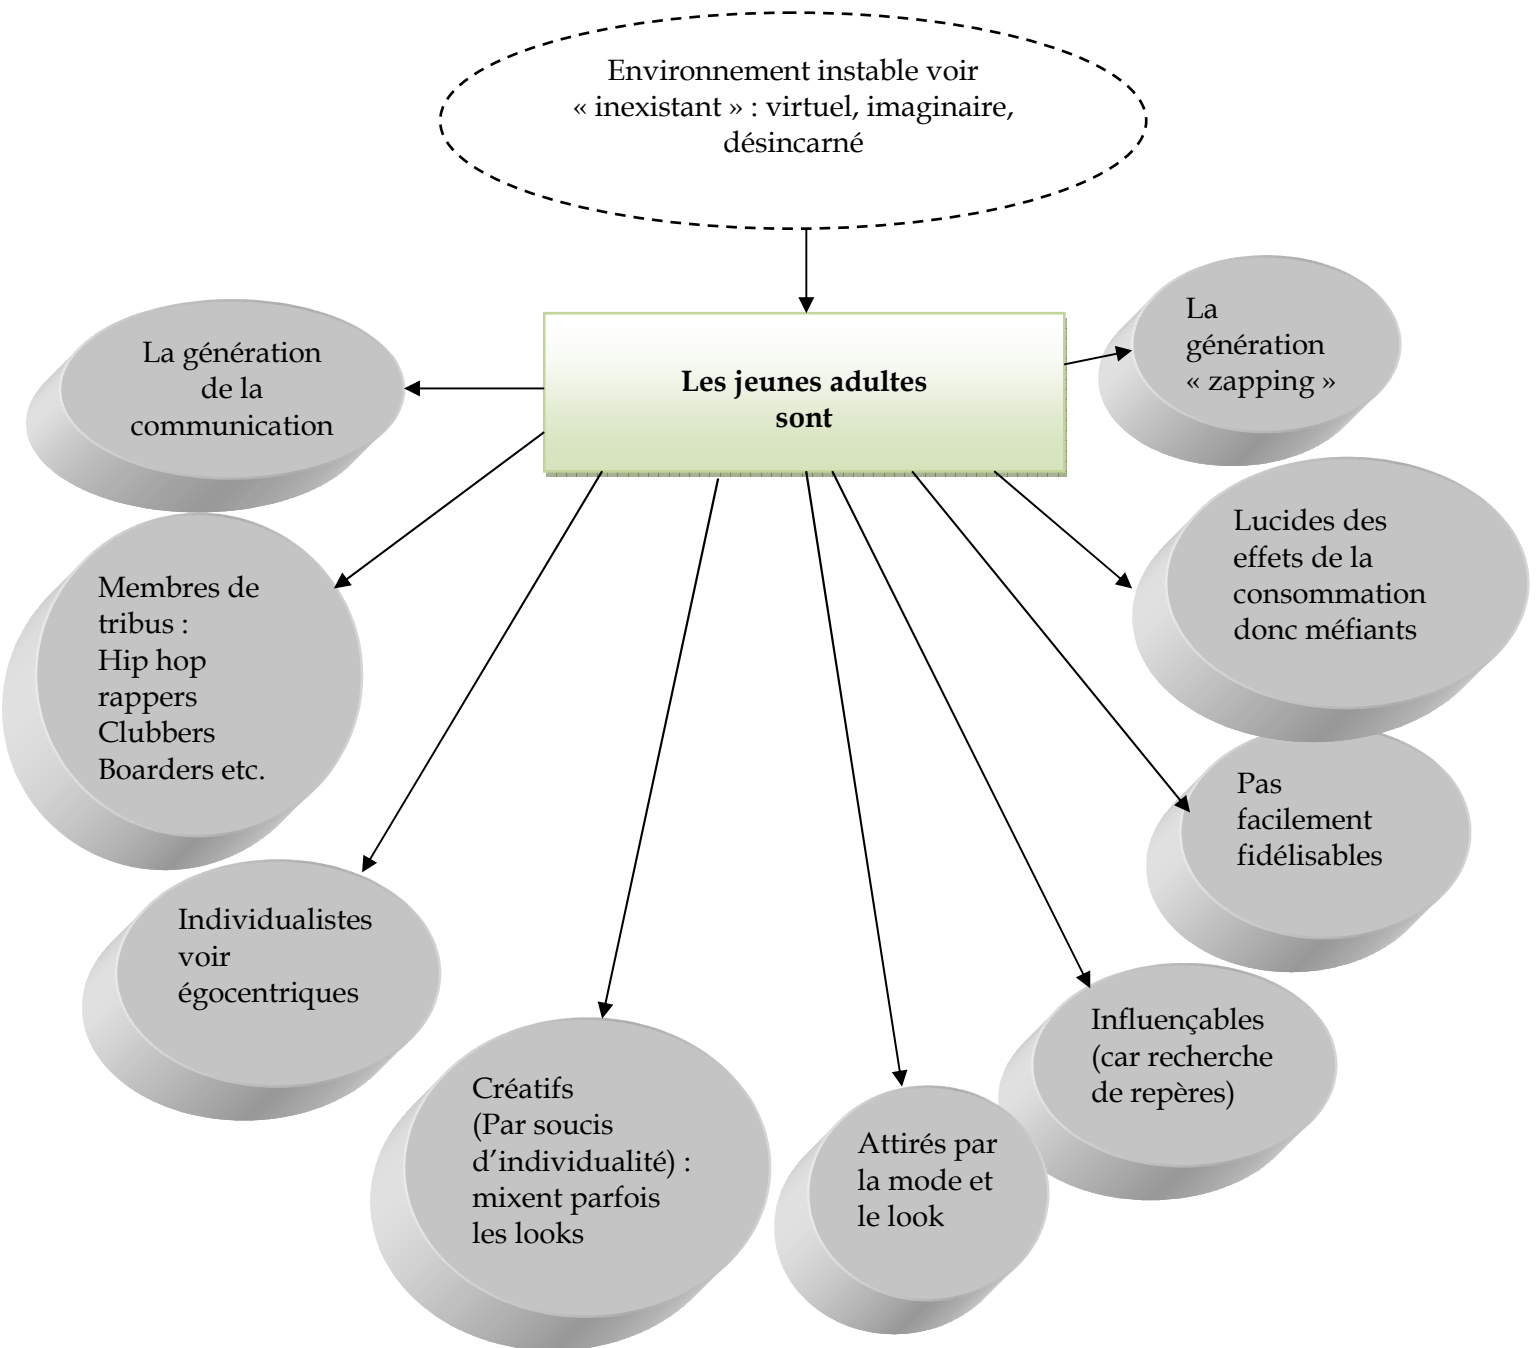 Environnement instable voir
« inexistant » : virtuel, imaginaire,
désincarné
Les jeunes adultes
sont
La génération
de la
communication
La
génération
« zapping »
Membres de
tribus :
Hip hop
rappers
Clubbers
Boarders etc.
Lucides des
effets de la
consommation
donc méfiants
Pas
facilement
fidélisables
Individualistes
voir
égocentriques
Créatifs
(Par soucis
d’individualité) :
mixent parfois
les looks
Attirés par
la mode et
le look
Influençables
(car recherche
de repères)